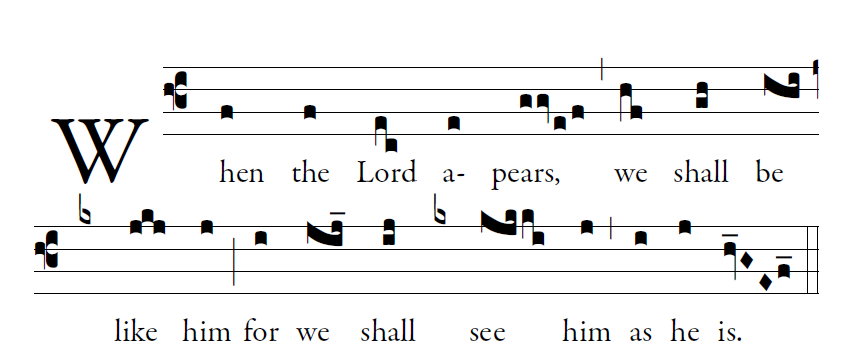 When the Lord a- pears, we shall be
like him for we shall see him as he is.